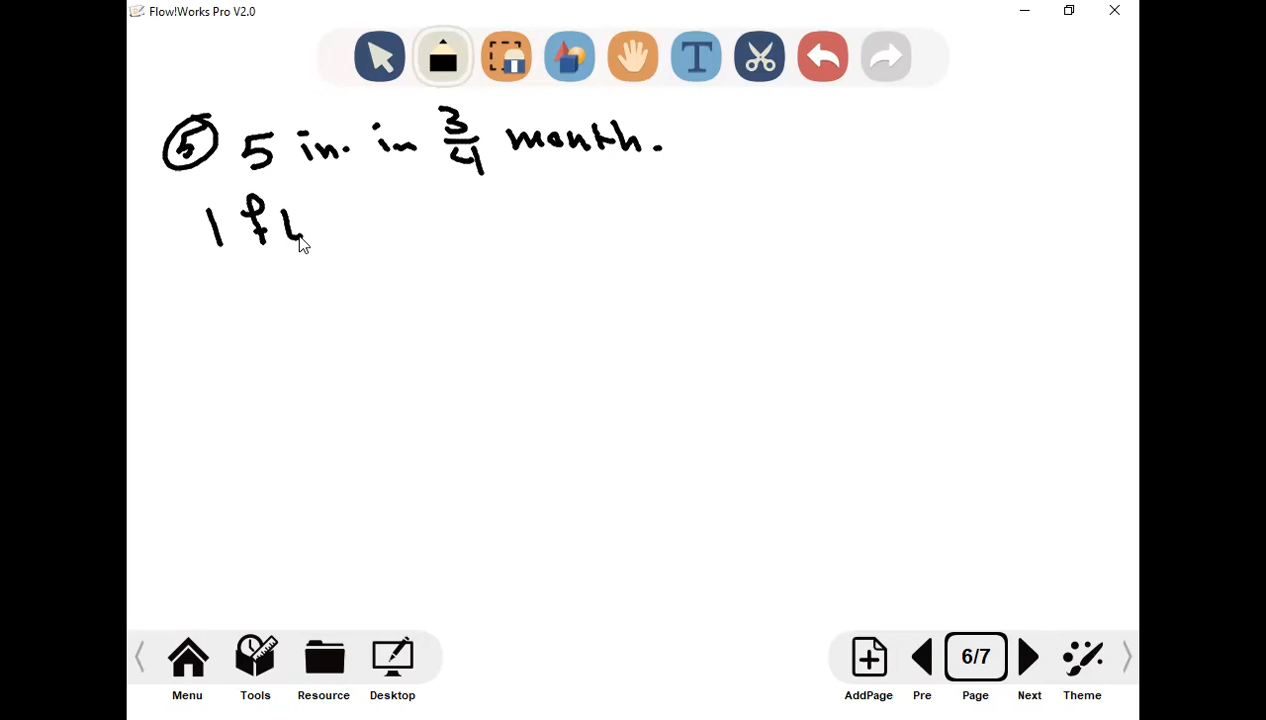 Flow!Works Pro V2.0
T
⑤ 5 in. in 3/4 month.
1 ft
Menu
Tools
Resource
Desktop
6/7
AddPage
Pre
Page
Next
Theme